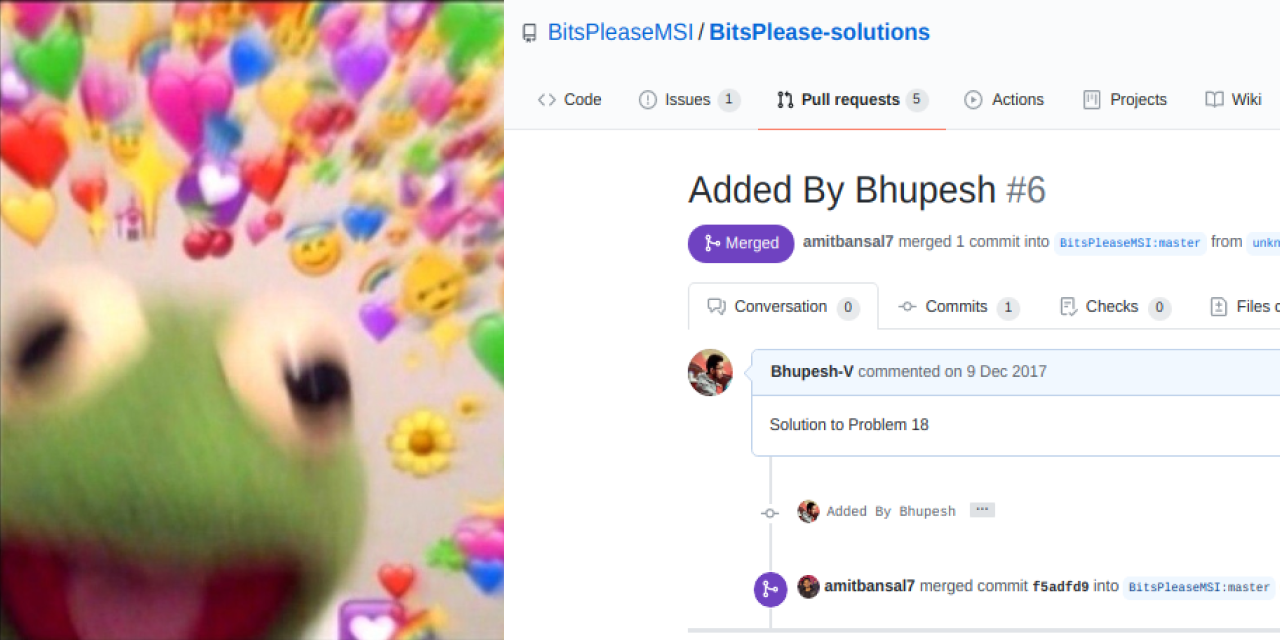 BitsPleaseMSI / BitsPlease-solutions
Code Issues 1 Pull requests 5 Actions Projects Wiki
Added By Bhupesh #6
Merged amitbansal7 merged 1 commit into BitsPleaseMSI:master from unkn
Conversation 0 Commits 1 Checks 0 Files c
Bhupesh-V commented on 9 Dec 2017
Solution to Problem 18
Added By Bhupesh ...
amitbansal7 merged commit f5adfd9 into BitsPleaseMSI:master